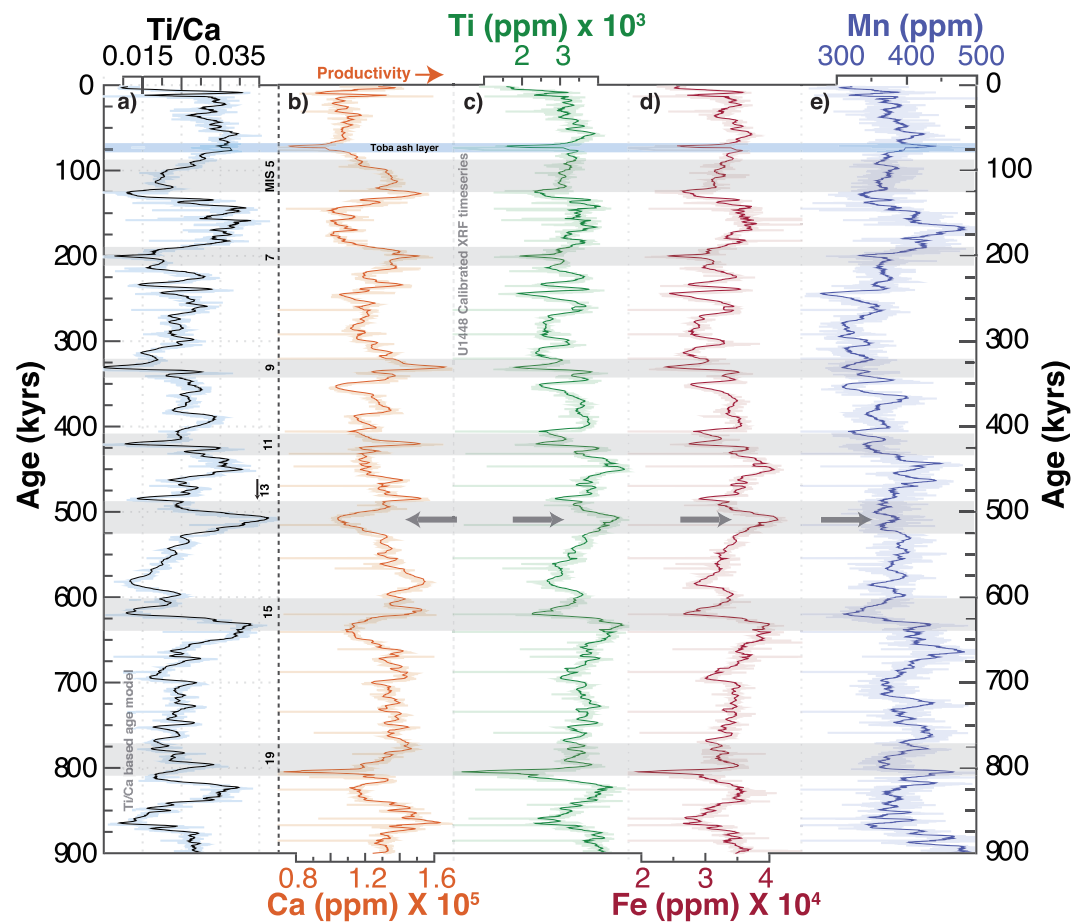 Ti/Ca
Ti (ppm) x 10³
Mn (ppm)
0.015 0.035
2 3
300 400 500
Productivity →
0
a) b) c) d) e)
0
Toba ash layer
100
MIS 5
100
200
7
200
U1448 Calibrated XRF timeseries
300
300
9
400
400
11
13
500
500
600
15
600
700
700
Ti/Ca based age model
19
800
800
900
900
Age (kyrs)
Age (kyrs)
0.8 1.2 1.6
2 3 4
Ca (ppm) X 10⁵
Fe (ppm) X 10⁴